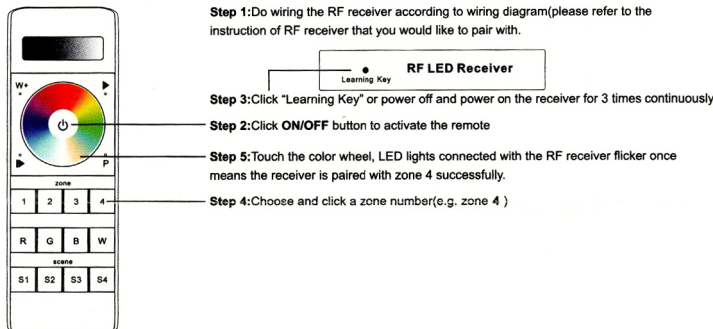 Step 1:Do wiring the RF receiver according to wiring diagram(please refer to the
instruction of RF receiver that you would like to pair with.
RF LED Receiver
Learning Key
Step 3:Click “Learning Key” or power off and power on the receiver for 3 times continuously
Step 2:Click ON/OFF button to activate the remote
Step 5:Touch the color wheel, LED lights connected with the RF receiver flicker once
means the receiver is paired with zone 4 successfully.
Step 4:Choose and click a zone number(e.g. zone 4 )
W+
P
zone
1 2 3 4
R G B W
scene
S1 S2 S3 S4